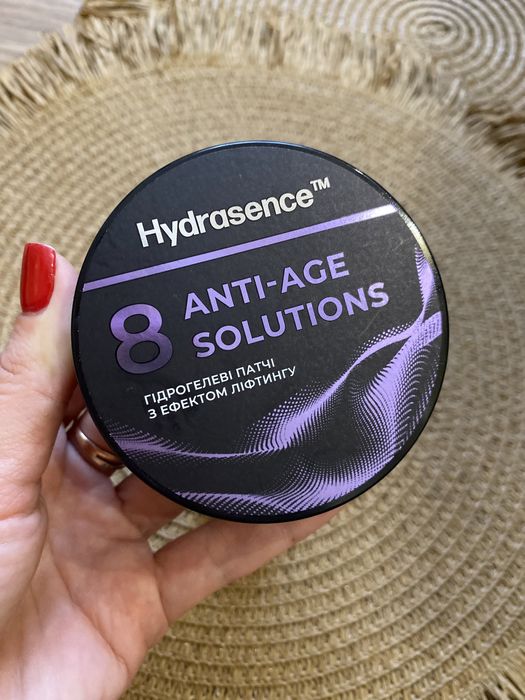 Hydrasence™
8 ANTI-AGE
SOLUTIONS
ГІДРОГЕЛЕВІ ПАТЧІ
З ЕФЕКТОМ ЛІФТИНГУ